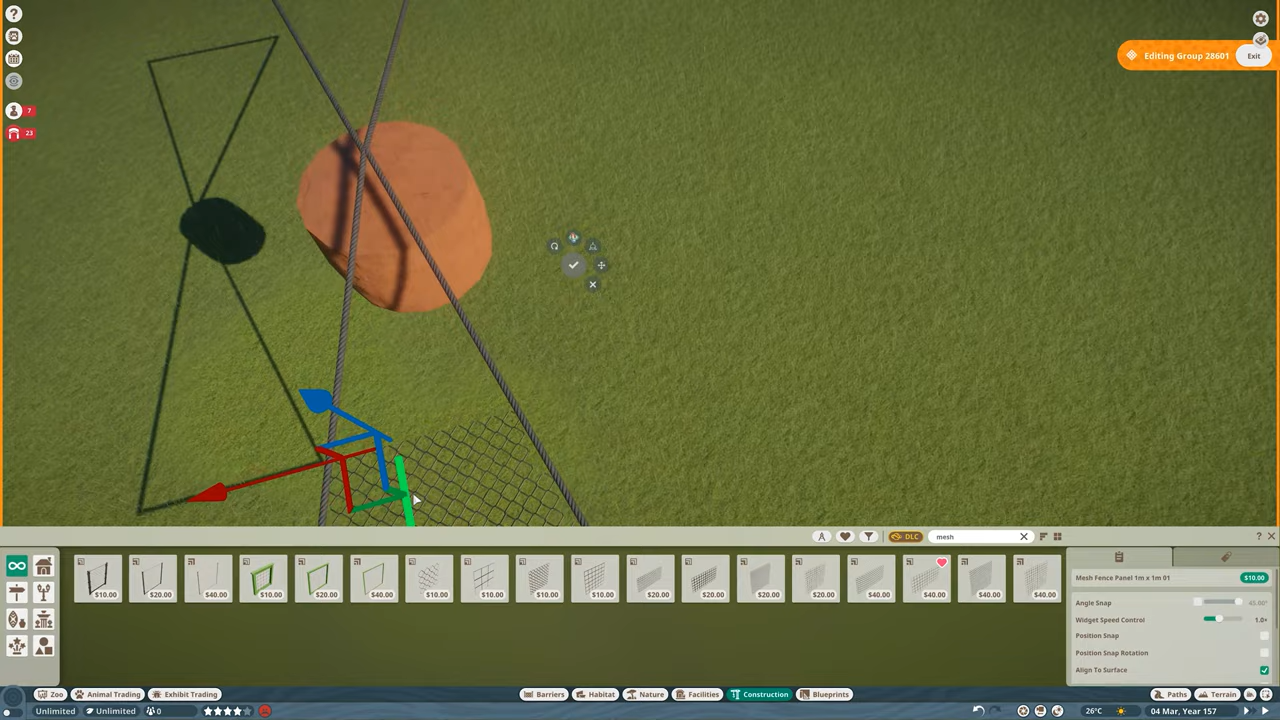 ?
Editing Group 28601
Exit
7
23
DLC
mesh
?
$10.00
$20.00
$40.00
$10.00
$20.00
$40.00
$10.00
$10.00
$10.00
$10.00
$20.00
$20.00
$20.00
$20.00
$40.00
$40.00
$40.00
$40.00
Mesh Fence Panel 1m x 1m 01
$10.00
Angle Snap
45.00°
Widget Speed Control
1.0×
Position Snap
Position Snap Rotation
Align To Surface
Zoo
Animal Trading
Exhibit Trading
Barriers
Habitat
Nature
Facilities
Construction
Blueprints
Paths
Terrain
Unlimited
Unlimited
0
26°C
04 Mar, Year 157